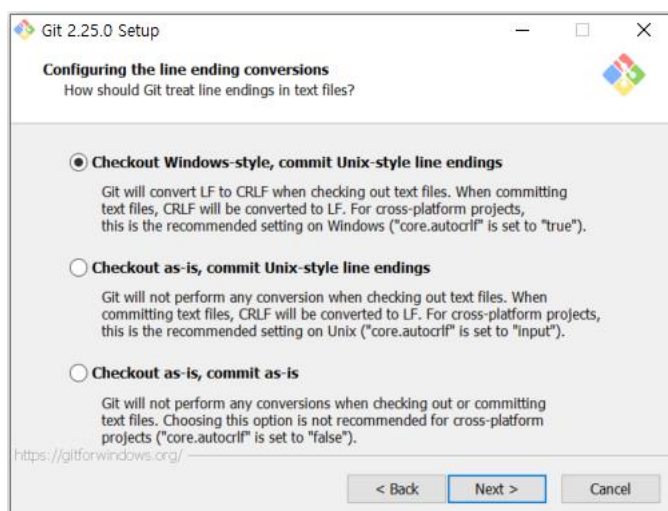 Git 2.25.0 Setup
Configuring the line ending conversions
How should Git treat line endings in text files?
Checkout Windows-style, commit Unix-style line endings
Git will convert LF to CRLF when checking out text files. When committing
text files, CRLF will be converted to LF. For cross-platform projects,
this is the recommended setting on Windows ("core.autocrlf" is set to "true").
Checkout as-is, commit Unix-style line endings
Git will not perform any conversion when checking out text files. When
committing text files, CRLF will be converted to LF. For cross-platform projects,
this is the recommended setting on Unix ("core.autocrlf" is set to "input").
Checkout as-is, commit as-is
Git will not perform any conversions when checking out or committing
text files. Choosing this option is not recommended for cross-platform
projects ("core.autocrlf" is set to "false").
https://gitforwindows.org/
< Back Next > Cancel